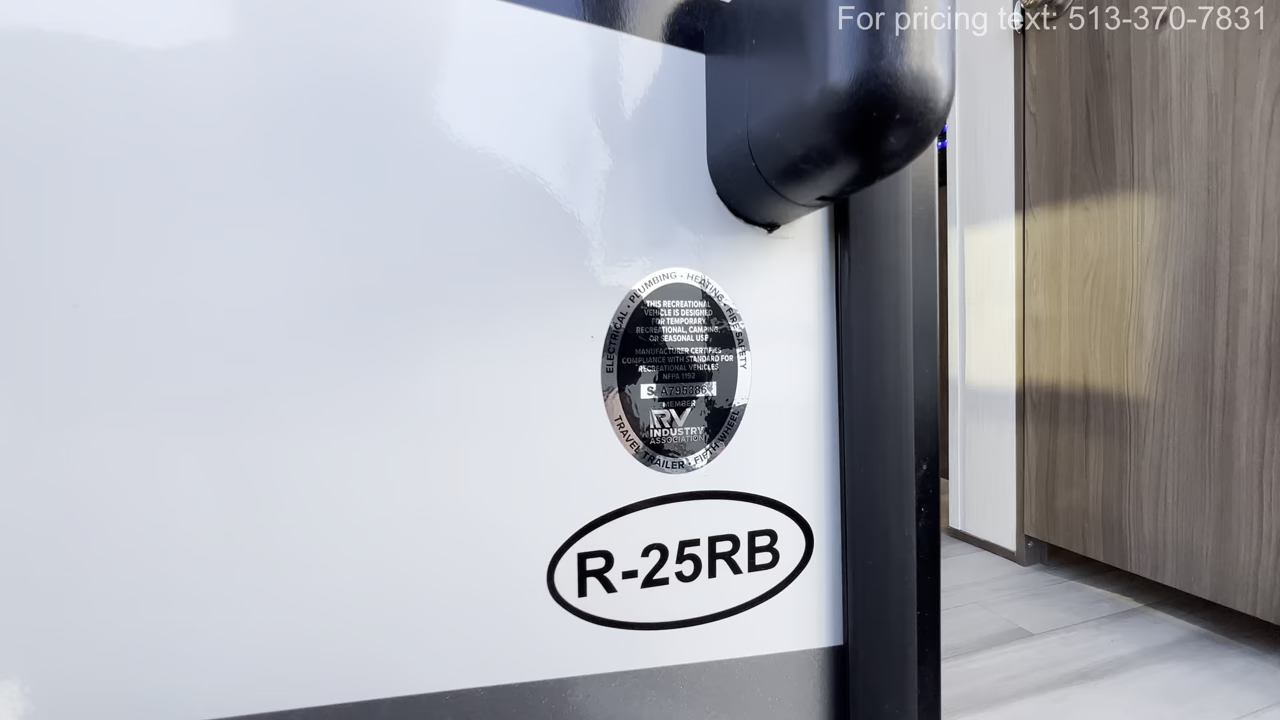 For pricing text: 513-370-7831
ELECTRICAL • PLUMBING • HEATING • FIRE SAFETY
THIS RECREATIONAL
VEHICLE IS DESIGNED
FOR TEMPORARY,
RECREATIONAL, CAMPING,
OR SEASONAL USE
MANUFACTURER CERTIFIES
COMPLIANCE WITH STANDARD FOR
RECREATIONAL VEHICLES
NFPA 1192
S
MEMBER
RV
INDUSTRY
ASSOCIATION
TRAVEL TRAILER • FIFTH WHEEL
R-25RB